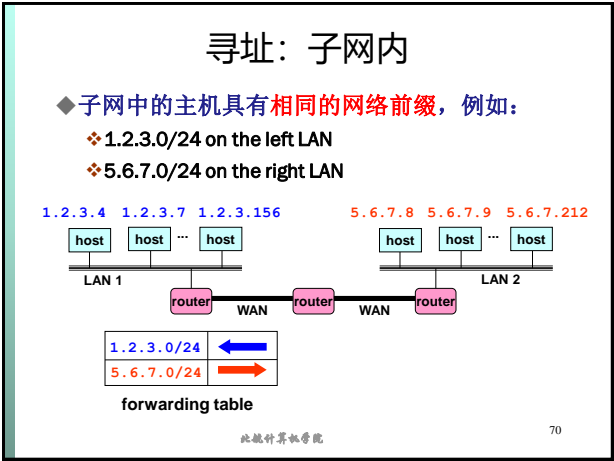 寻址：子网内
子网中的主机具有相同的网络前缀，例如：
1.2.3.0/24 on the left LAN
5.6.7.0/24 on the right LAN
1.2.3.4 1.2.3.7 1.2.3.156 5.6.7.8 5.6.7.9 5.6.7.212
host host ... host host host ... host
LAN 1 LAN 2
router router router
WAN WAN
1.2.3.0/24
5.6.7.0/24
forwarding table
北航计算机学院 70